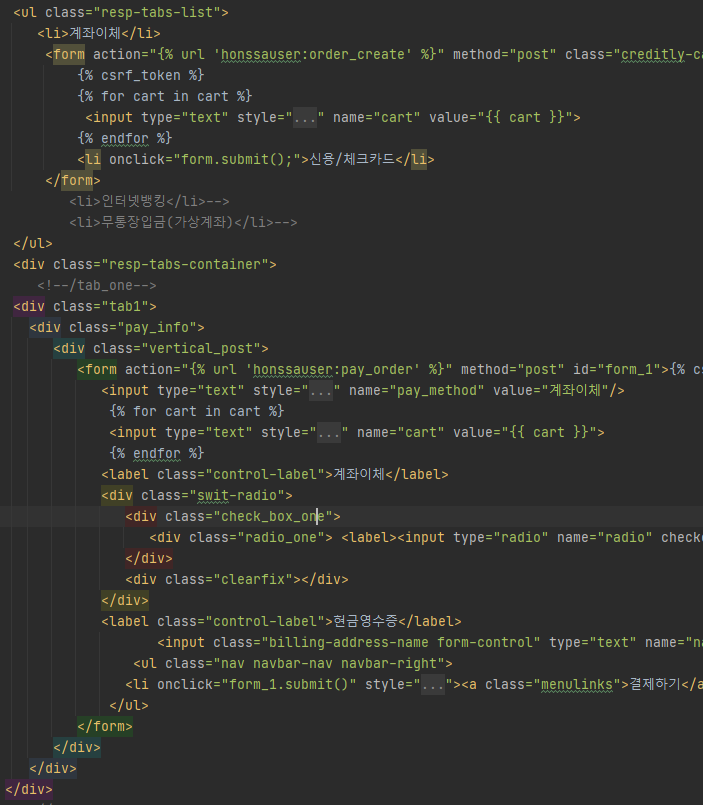 <ul class="resp-tabs-list">
<li>계좌이체</li>
<form action="{% url 'honssauser:order_create' %}" method="post" class="creditly-ca
{% csrf_token %}
{% for cart in cart %}
<input type="text" style="..." name="cart" value="{{ cart }}">
{% endfor %}
<li onclick="form.submit();">신용/체크카드</li>
</form>
<li>인터넷뱅킹</li>-->
<li>무통장입금(가상계좌)</li>-->
</ul>
<div class="resp-tabs-container">
<!--/tab_one-->
<div class="tab1">
<div class="pay_info">
<div class="vertical_post">
<form action="{% url 'honssauser:pay_order' %}" method="post" id="form_1">{% cs
<input type="text" style="..." name="pay_method" value="계좌이체"/>
{% for cart in cart %}
<input type="text" style="..." name="cart" value="{{ cart }}">
{% endfor %}
<label class="control-label">계좌이체</label>
<div class="swit-radio">
<div class="check_box_one">
<div class="radio_one"> <label><input type="radio" name="radio" checke
</div>
<div class="clearfix"></div>
</div>
<label class="control-label">현금영수증</label>
<input class="billing-address-name form-control" type="text" name="na
<ul class="nav navbar-nav navbar-right">
<li onclick="form_1.submit()" style="..."><a class="menulinks">결제하기</a
</ul>
</form>
</div>
</div>
</div>